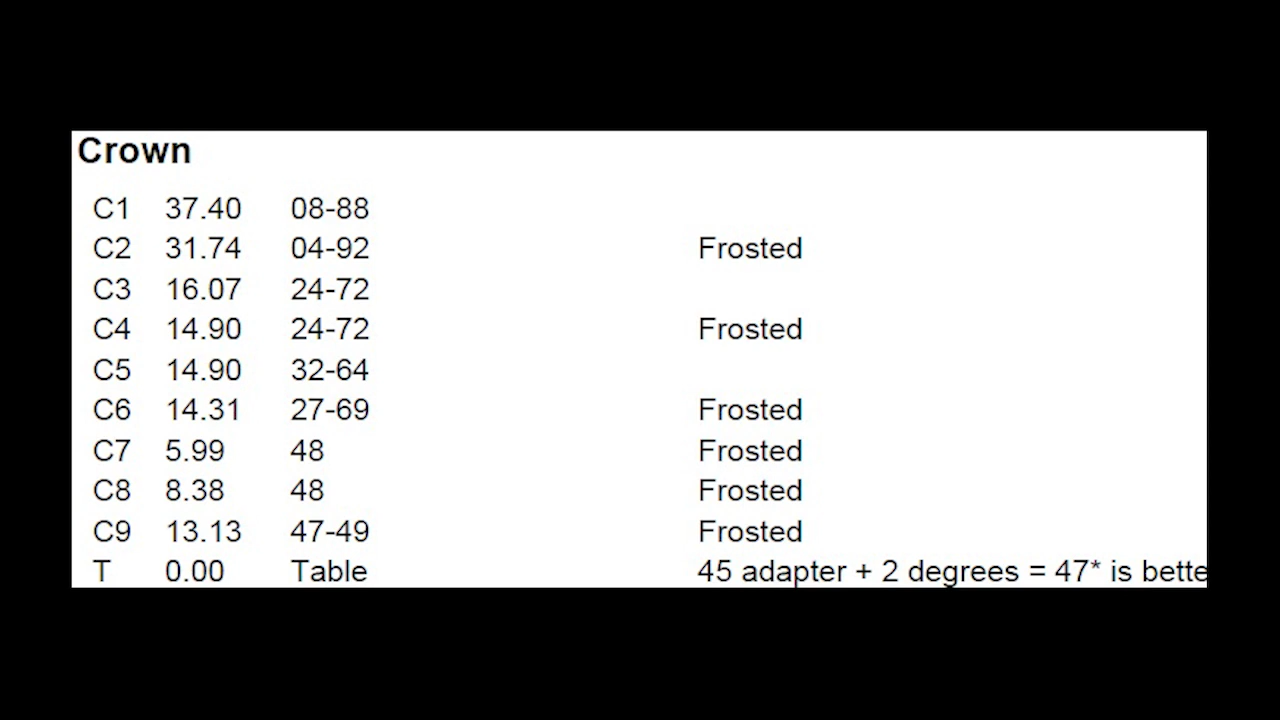 Crown
C1 37.40 08-88
C2 31.74 04-92 Frosted
C3 16.07 24-72
C4 14.90 24-72 Frosted
C5 14.90 32-64
C6 14.31 27-69 Frosted
C7 5.99 48 Frosted
C8 8.38 48 Frosted
C9 13.13 47-49 Frosted
T 0.00 Table 45 adapter + 2 degrees = 47* is bette